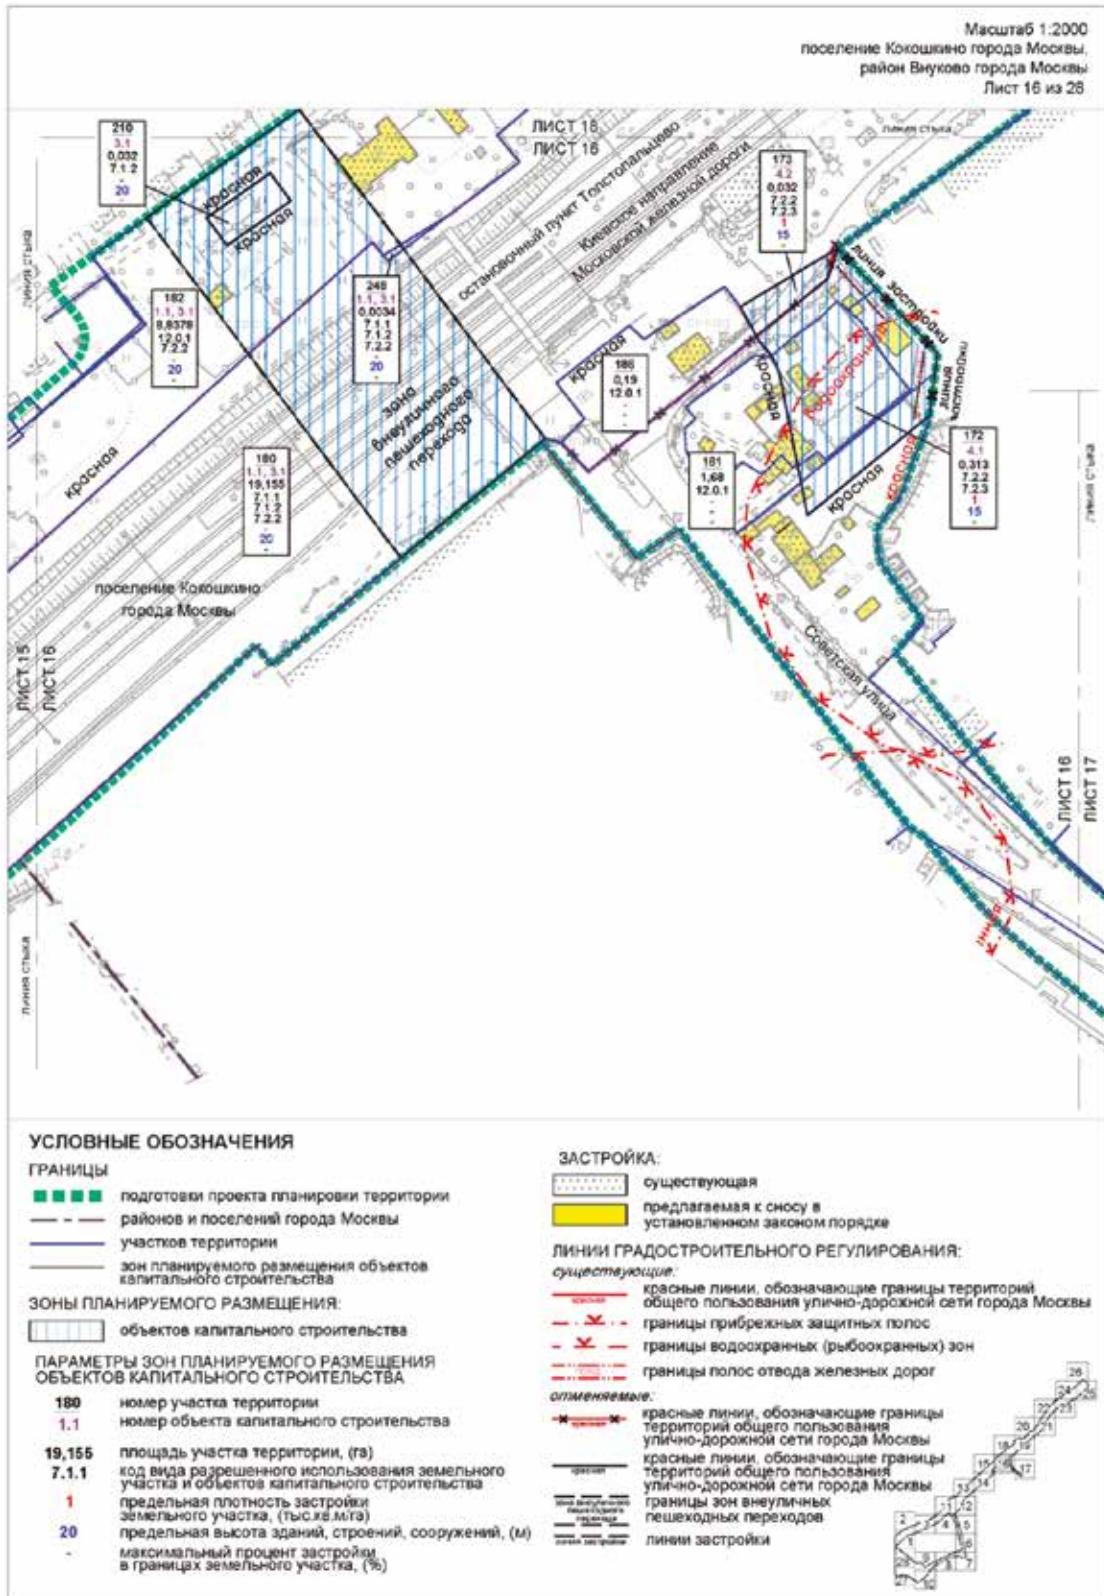 Масштаб 1:2000
поселение Кокошкино города Москвы,
район Внуково города Москвы
Лист 16 из 28
ЛИСТ 18
ЛИСТ 16
линия стыка
линия стыка
210
3.1
0,032
7.1.2
-
20
-
красная
красная
остановочный пункт Толстопальцево
Киевское направление
Московской железной дороги
173
4.2
0,032
7.2.2
7.2.3
1
15
-
линия застройки
линия
застройки
182
1.1, 3.1
8,8378
12.0.1
7.2.2
-
20
-
248
1.1, 3.1
0,0034
7.1.1
7.1.2
7.2.2
-
20
-
зона
внеуличного
пешеходного
перехода
красная
186
0,19
12.0.1
-
-
-
красная
красная
красная
красная
180
1.1, 3.1
19,155
7.1.1
7.1.2
7.2.2
-
20
-
181
1,68
12.0.1
-
-
-
172
4.1
0,313
7.2.2
7.2.3
1
15
-
линия стыка
поселение Кокошкино
города Москвы
Советская улица
ЛИСТ 15
ЛИСТ 16
ЛИСТ 16
ЛИСТ 17
линия стыка
УСЛОВНЫЕ ОБОЗНАЧЕНИЯ
ГРАНИЦЫ
подготовки проекта планировки территории
районов и поселений города Москвы
участков территории
зон планируемого размещения объектов
капитального строительства
ЗОНЫ ПЛАНИРУЕМОГО РАЗМЕЩЕНИЯ:
объектов капитального строительства
ПАРАМЕТРЫ ЗОН ПЛАНИРУЕМОГО РАЗМЕЩЕНИЯ
ОБЪЕКТОВ КАПИТАЛЬНОГО СТРОИТЕЛЬСТВА
180 номер участка территории
1.1 номер объекта капитального строительства
19,155 площадь участка территории, (га)
7.1.1 код вида разрешенного использования земельного
участка и объектов капитального строительства
1 предельная плотность застройки
земельного участка, (тыс.кв.м/га)
20 предельная высота зданий, строений, сооружений, (м)
- максимальный процент застройки
в границах земельного участка, (%)
ЗАСТРОЙКА:
существующая
предлагаемая к сносу в
установленном законом порядке
ЛИНИИ ГРАДОСТРОИТЕЛЬНОГО РЕГУЛИРОВАНИЯ:
существующие:
красная
красные линии, обозначающие границы территорий
общего пользования улично-дорожной сети города Москвы
границы прибрежных защитных полос
границы водоохранных (рыбоохранных) зон
границы полос отвода железных дорог
отменяемые:
красная
красные линии, обозначающие границы
территорий общего пользования
улично-дорожной сети города Москвы
красная
красные линии, обозначающие границы
территорий общего пользования
улично-дорожной сети города Москвы
зона внеуличного
пешеходного
перехода
границы зон внеуличных
пешеходных переходов
линия застройки
линии застройки